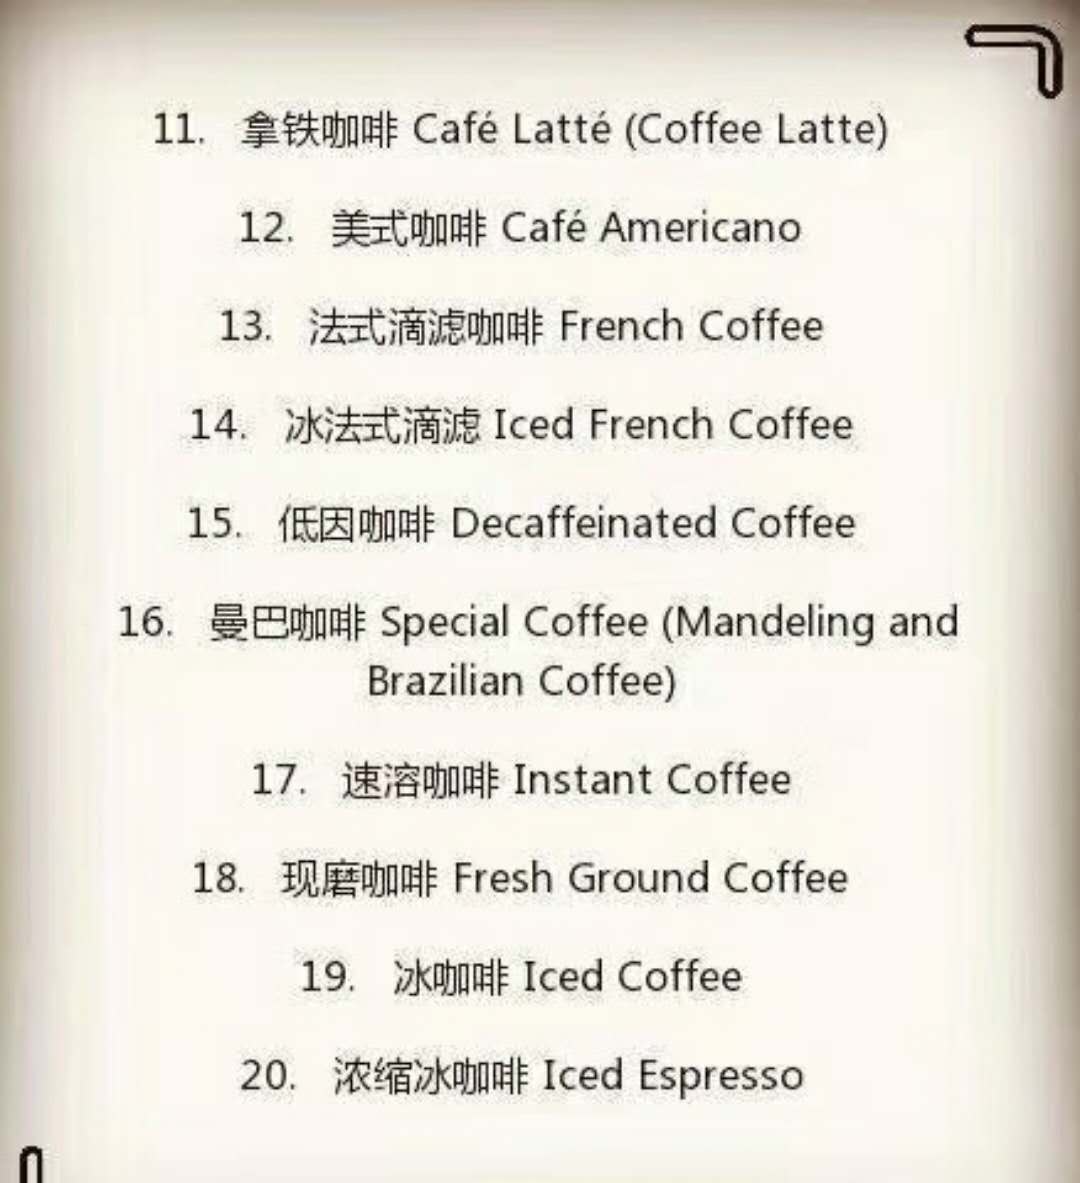 11. 拿铁咖啡 Café Latté (Coffee Latte)
12. 美式咖啡 Café Americano
13. 法式滴滤咖啡 French Coffee
14. 冰法式滴滤 Iced French Coffee
15. 低因咖啡 Decaffeinated Coffee
16. 曼巴咖啡 Special Coffee (Mandeling and
Brazilian Coffee)
17. 速溶咖啡 Instant Coffee
18. 现磨咖啡 Fresh Ground Coffee
19. 冰咖啡 Iced Coffee
20. 浓缩冰咖啡 Iced Espresso